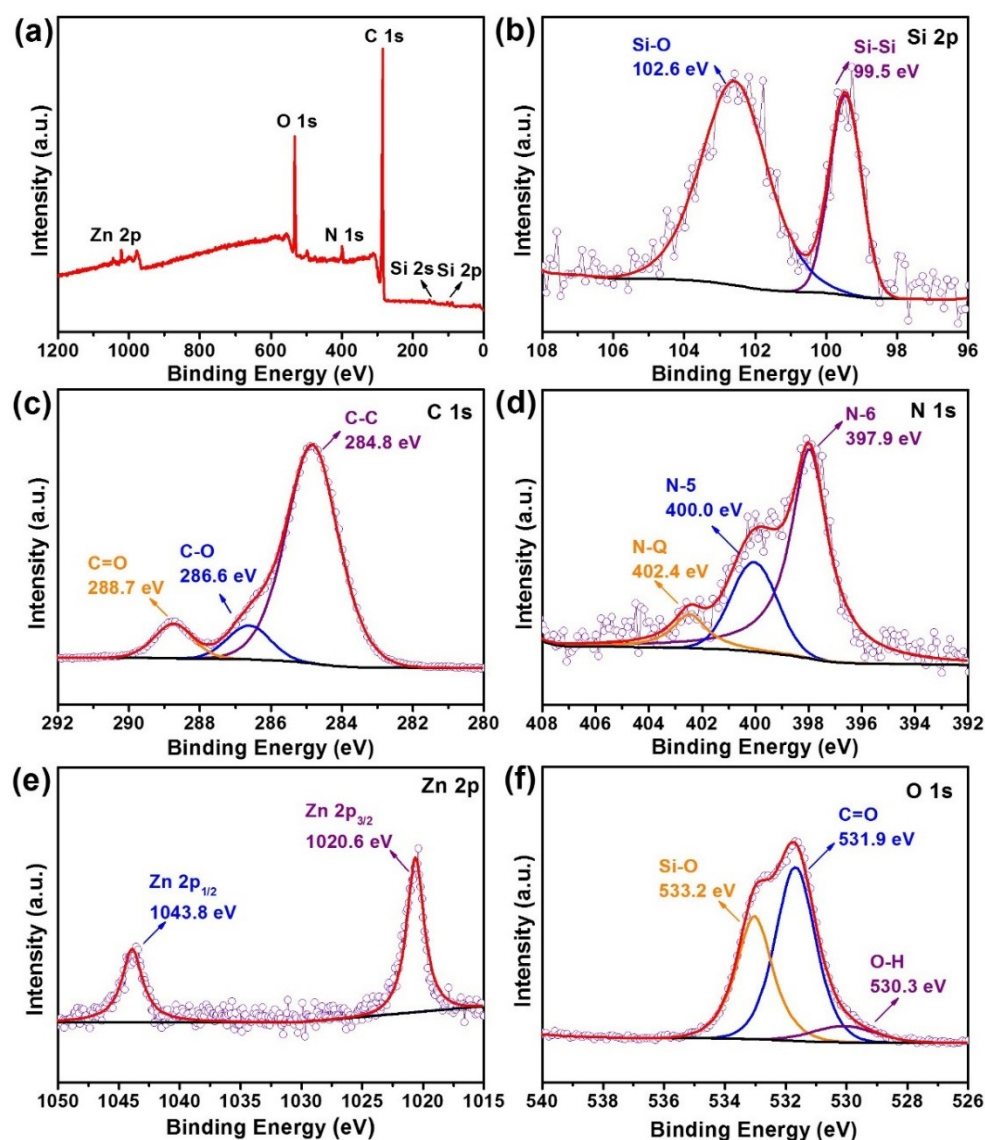 (a)
C 1s
O 1s
Zn 2p
N 1s
Si 2s
Si 2p
Intensity (a.u.)
1200 1000 800 600 400 200 0
Binding Energy (eV)
(b)
Si 2p
Si-O
102.6 eV
Si-Si
99.5 eV
Intensity (a.u.)
108 106 104 102 100 98 96
Binding Energy (eV)
(c)
C 1s
C-C
284.8 eV
C-O
286.6 eV
C=O
288.7 eV
Intensity (a.u.)
292 290 288 286 284 282 280
Binding Energy (eV)
(d)
N 1s
N-6
397.9 eV
N-5
400.0 eV
N-Q
402.4 eV
Intensity (a.u.)
408 406 404 402 400 398 396 394 392
Binding Energy (eV)
(e)
Zn 2p
Zn 2p3/2
1020.6 eV
Zn 2p1/2
1043.8 eV
Intensity (a.u.)
1050 1045 1040 1035 1030 1025 1020 1015
Binding Energy (eV)
(f)
O 1s
C=O
531.9 eV
Si-O
533.2 eV
O-H
530.3 eV
Intensity (a.u.)
540 538 536 534 532 530 528 526
Binding Energy (eV)